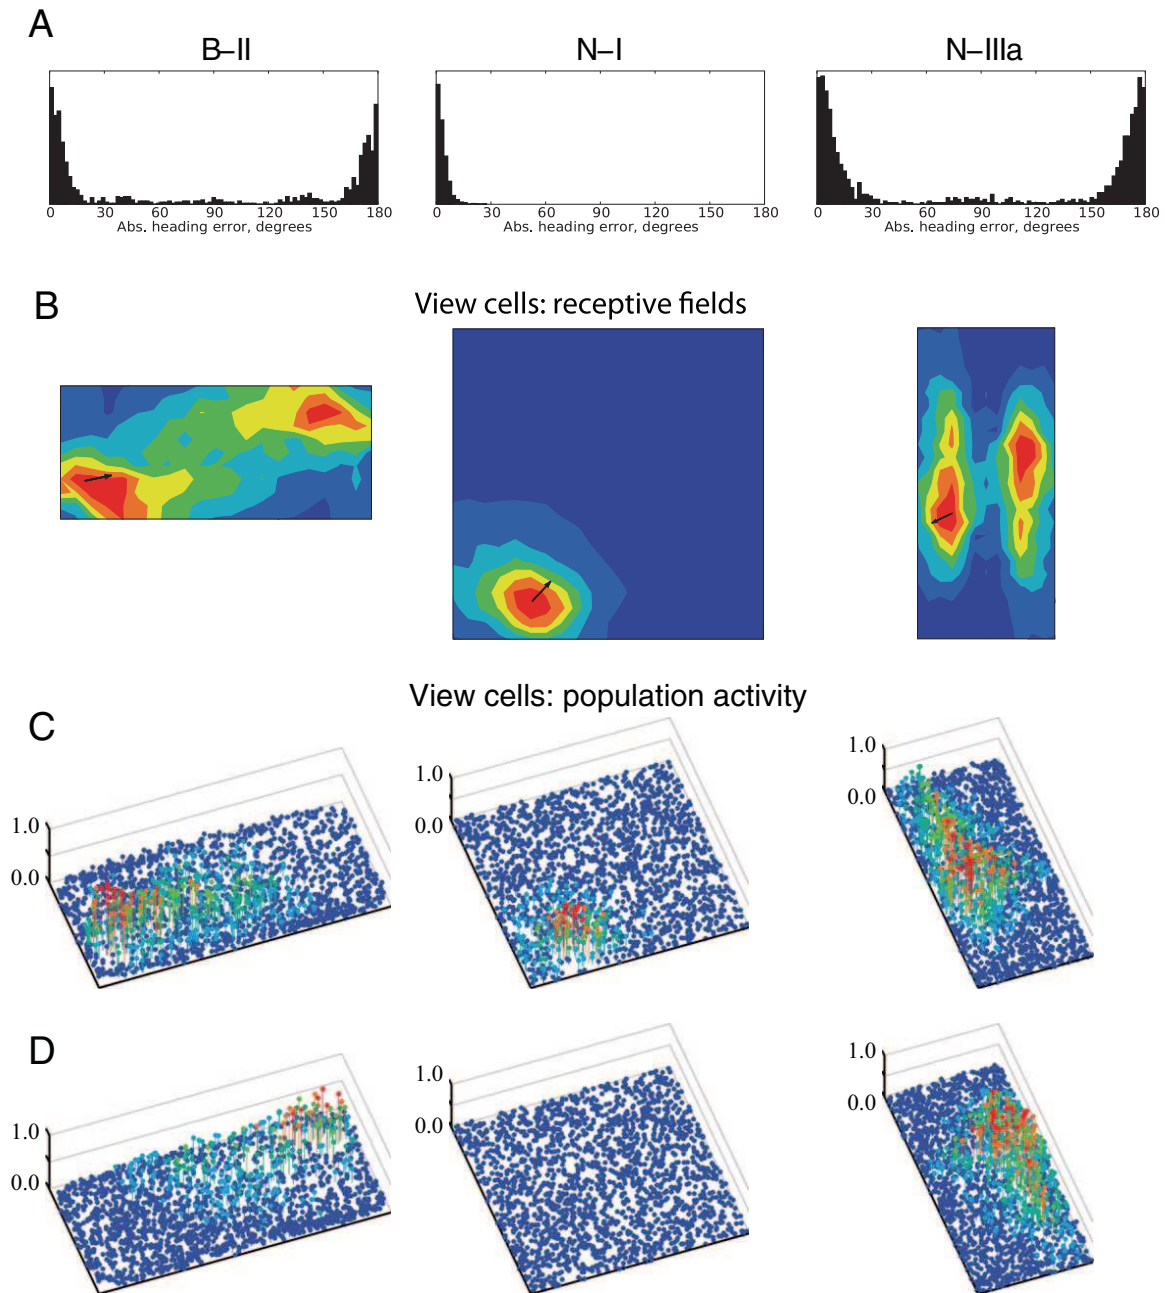 A
B–II
N–I
N–IIIa
0 30 60 90 120 150 180
0 30 60 90 120 150 180
0 30 60 90 120 150 180
Abs. heading error, degrees
Abs. heading error, degrees
Abs. heading error, degrees
B
View cells: receptive fields
View cells: population activity
C
1.0
0.0
1.0
0.0
1.0
0.0
D
1.0
0.0
1.0
0.0
1.0
0.0